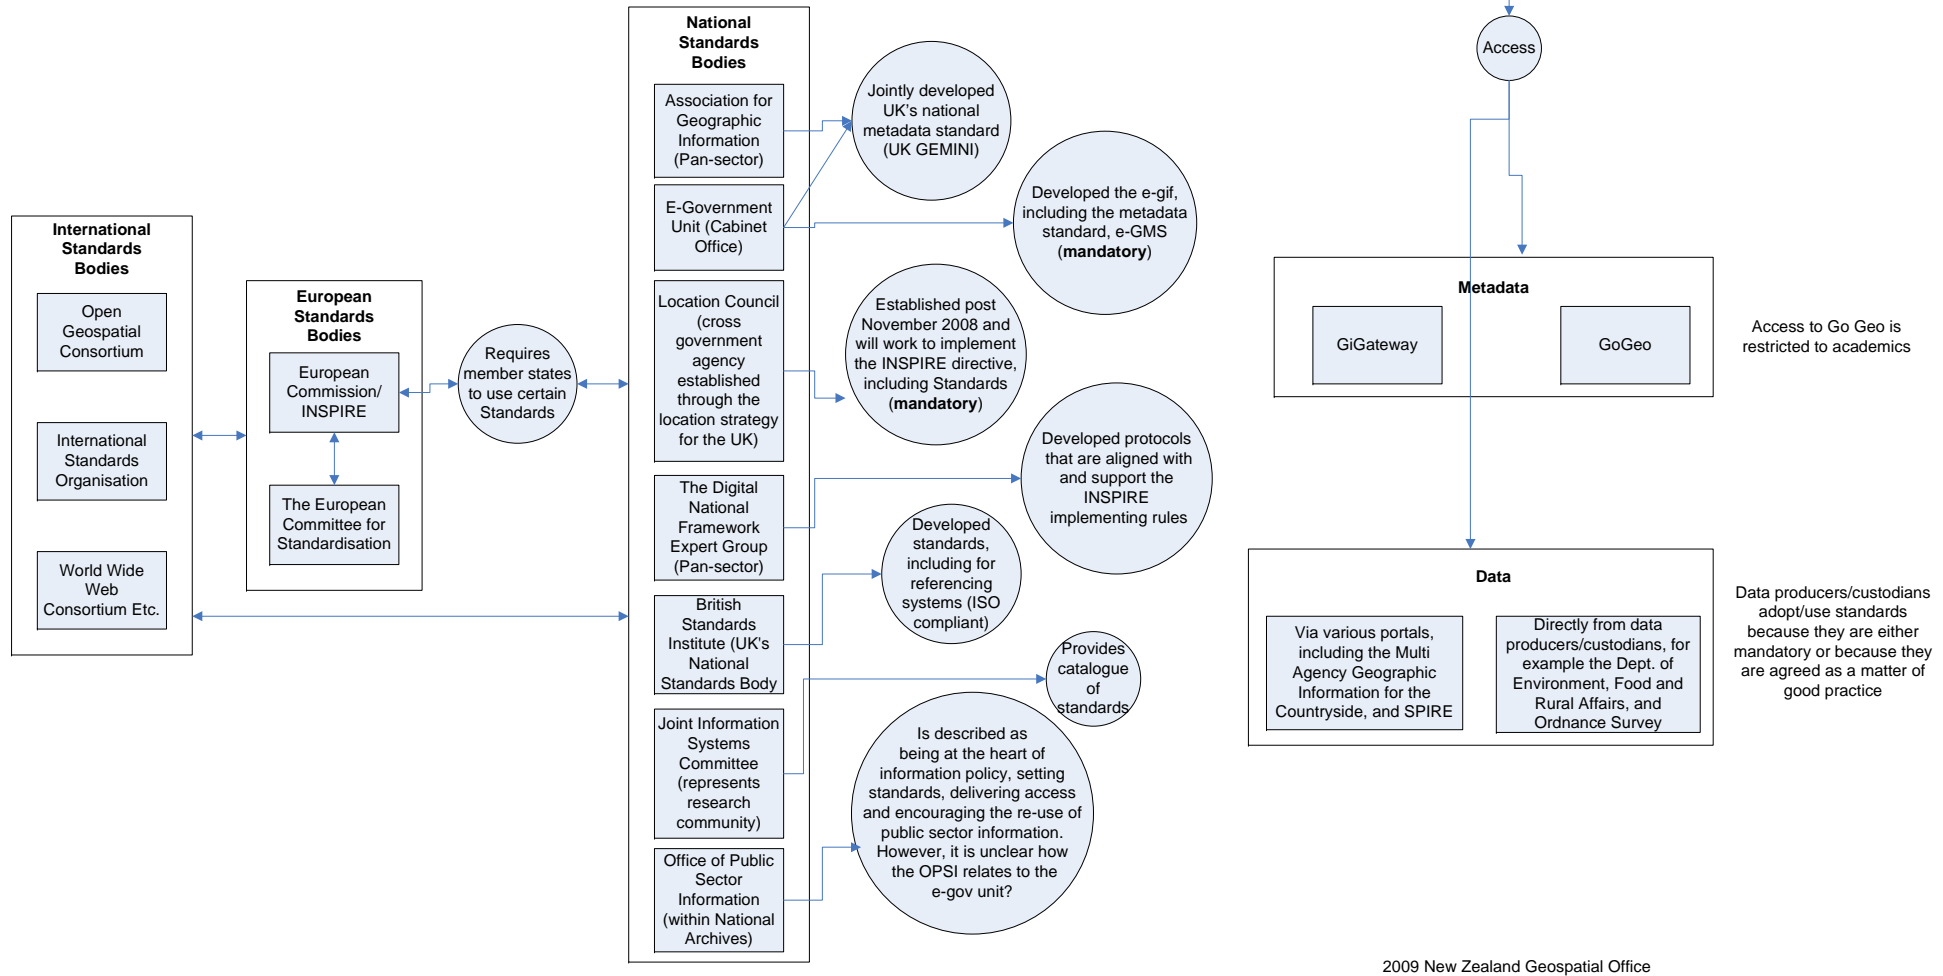 International
Standards
Bodies
Open
Geospatial
Consortium
International
Standards
Organisation
World Wide
Web
Consortium Etc.
European
Standards
Bodies
European
Commission/
INSPIRE
The European
Committee for
Standardisation
Requires
member states
to use certain
Standards
National
Standards
Bodies
Association for
Geographic
Information
(Pan-sector)
E-Government
Unit (Cabinet
Office)
Location Council
(cross
government
agency
established
through the
location strategy
for the UK)
The Digital
National
Framework
Expert Group
(Pan-sector)
British
Standards
Institute (UK's
National
Standards Body
Joint Information
Systems
Committee
(represents
research
community)
Office of Public
Sector
Information
(within National
Archives)
Jointly developed
UK's national
metadata standard
(UK GEMINI)
Developed the e-gif,
including the metadata
standard, e-GMS
(mandatory)
Established post
November 2008 and
will work to implement
the INSPIRE directive,
including Standards
(mandatory)
Developed protocols
that are aligned with
and support the
INSPIRE
implementing rules
Developed
standards,
including for
referencing
systems (ISO
compliant)
Provides
catalogue
of
standards
Is described as
being at the heart of
information policy, setting
standards, delivering access
and encouraging the re-use of
public sector information.
However, it is unclear how
the OPSI relates to the
e-gov unit?
Access
Metadata
GiGateway
GoGeo
Access to Go Geo is
restricted to academics
Data
Via various portals,
including the Multi
Agency Geographic
Information for the
Countryside, and SPIRE
Directly from data
producers/custodians, for
example the Dept. of
Environment, Food and
Rural Affairs, and
Ordnance Survey
Data producers/custodians
adopt/use standards
because they are either
mandatory or because they
are agreed as a matter of
good practice
2009 New Zealand Geospatial Office